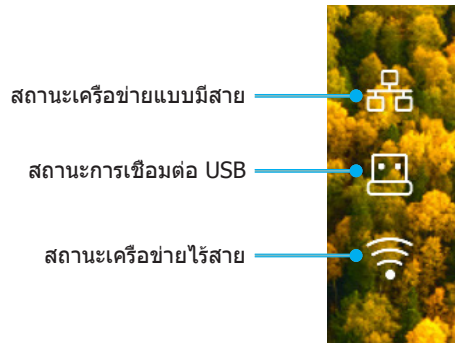 สถานะเครือข่ายแบบมีสาย
สถานะการเชื่อมต่อ USB
สถานะเครือข่ายไร้สาย